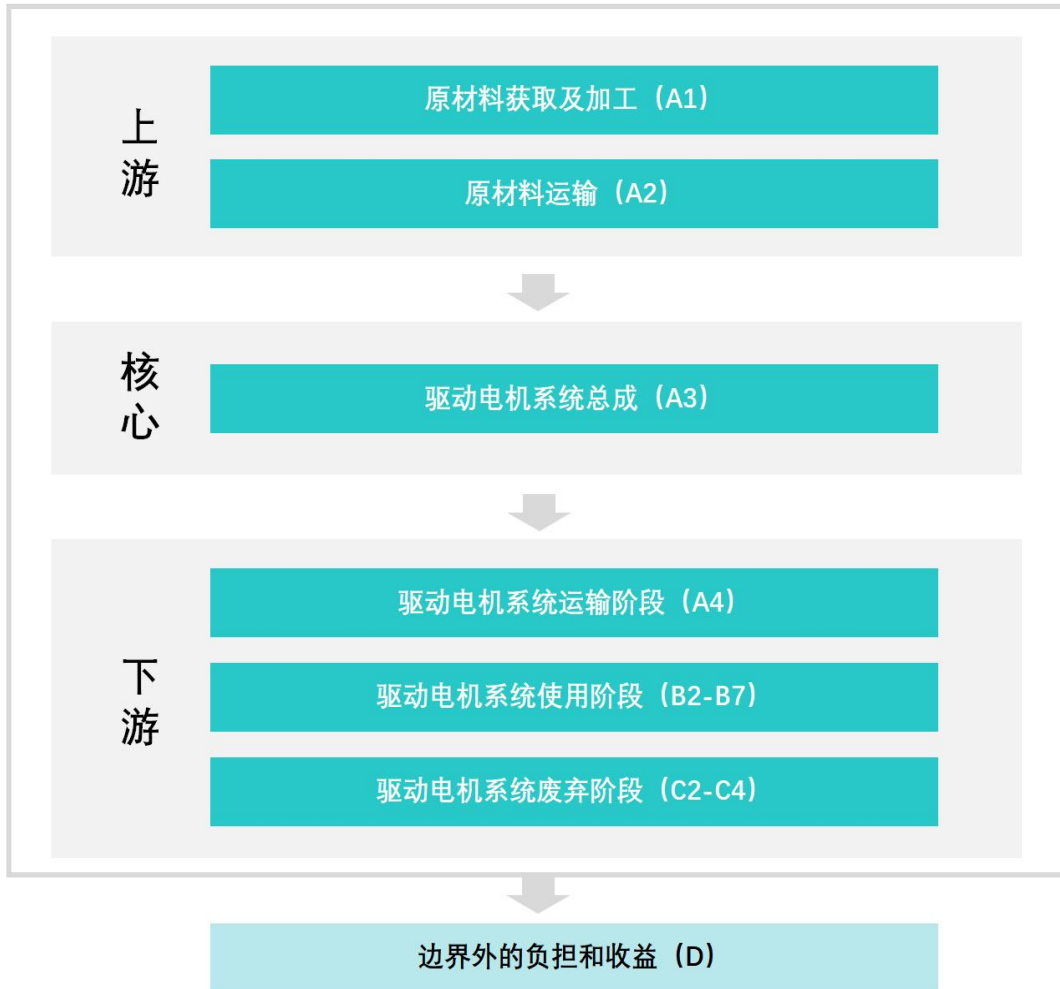 上游
原材料获取及加工（A1）
原材料运输（A2）
核心
驱动电机系统总成（A3）
下游
驱动电机系统运输阶段（A4）
驱动电机系统使用阶段（B2-B7）
驱动电机系统废弃阶段（C2-C4）
边界外的负担和收益（D）